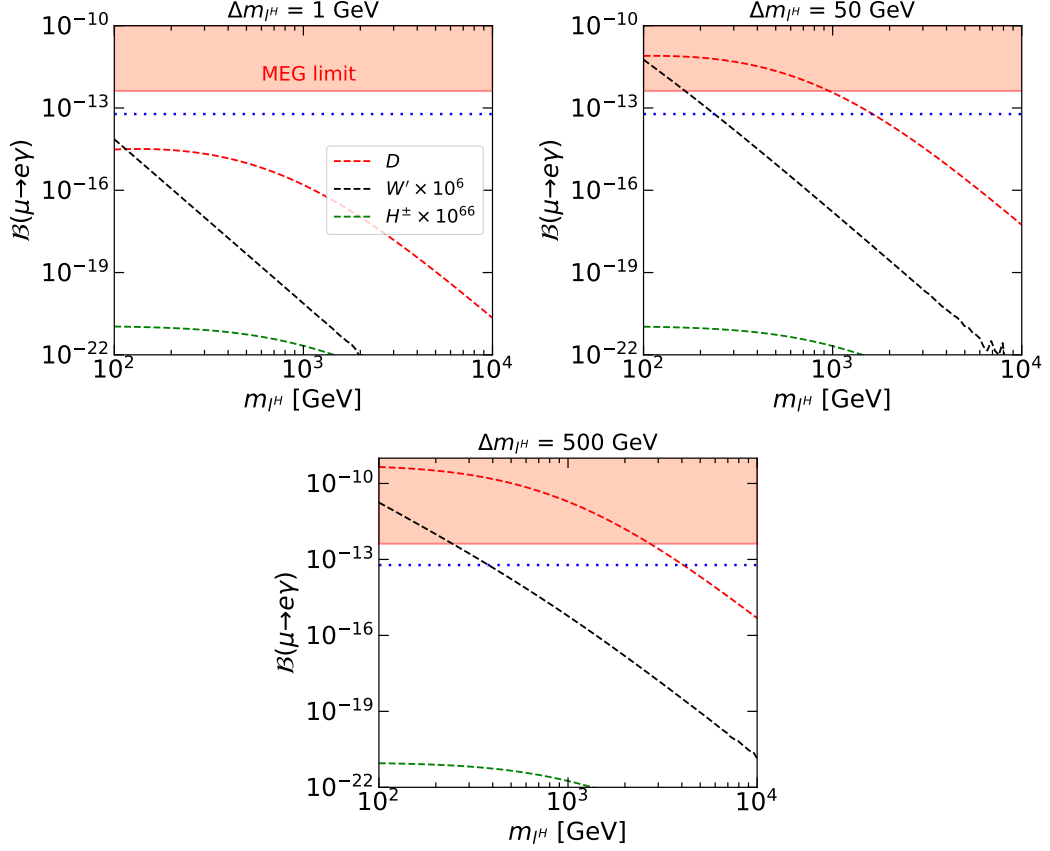 Δm_{l^H} = 1 GeV
10^{-10}
10^{-13}
10^{-16}
10^{-19}
10^{-22}
B(μ→eγ)
MEG limit
D
W′ × 10^6
H^± × 10^{66}
10^2
10^3
10^4
m_{l^H} [GeV]
Δm_{l^H} = 50 GeV
10^{-10}
10^{-13}
10^{-16}
10^{-19}
10^{-22}
B(μ→eγ)
10^2
10^3
10^4
m_{l^H} [GeV]
Δm_{l^H} = 500 GeV
10^{-10}
10^{-13}
10^{-16}
10^{-19}
10^{-22}
B(μ→eγ)
10^2
10^3
10^4
m_{l^H} [GeV]